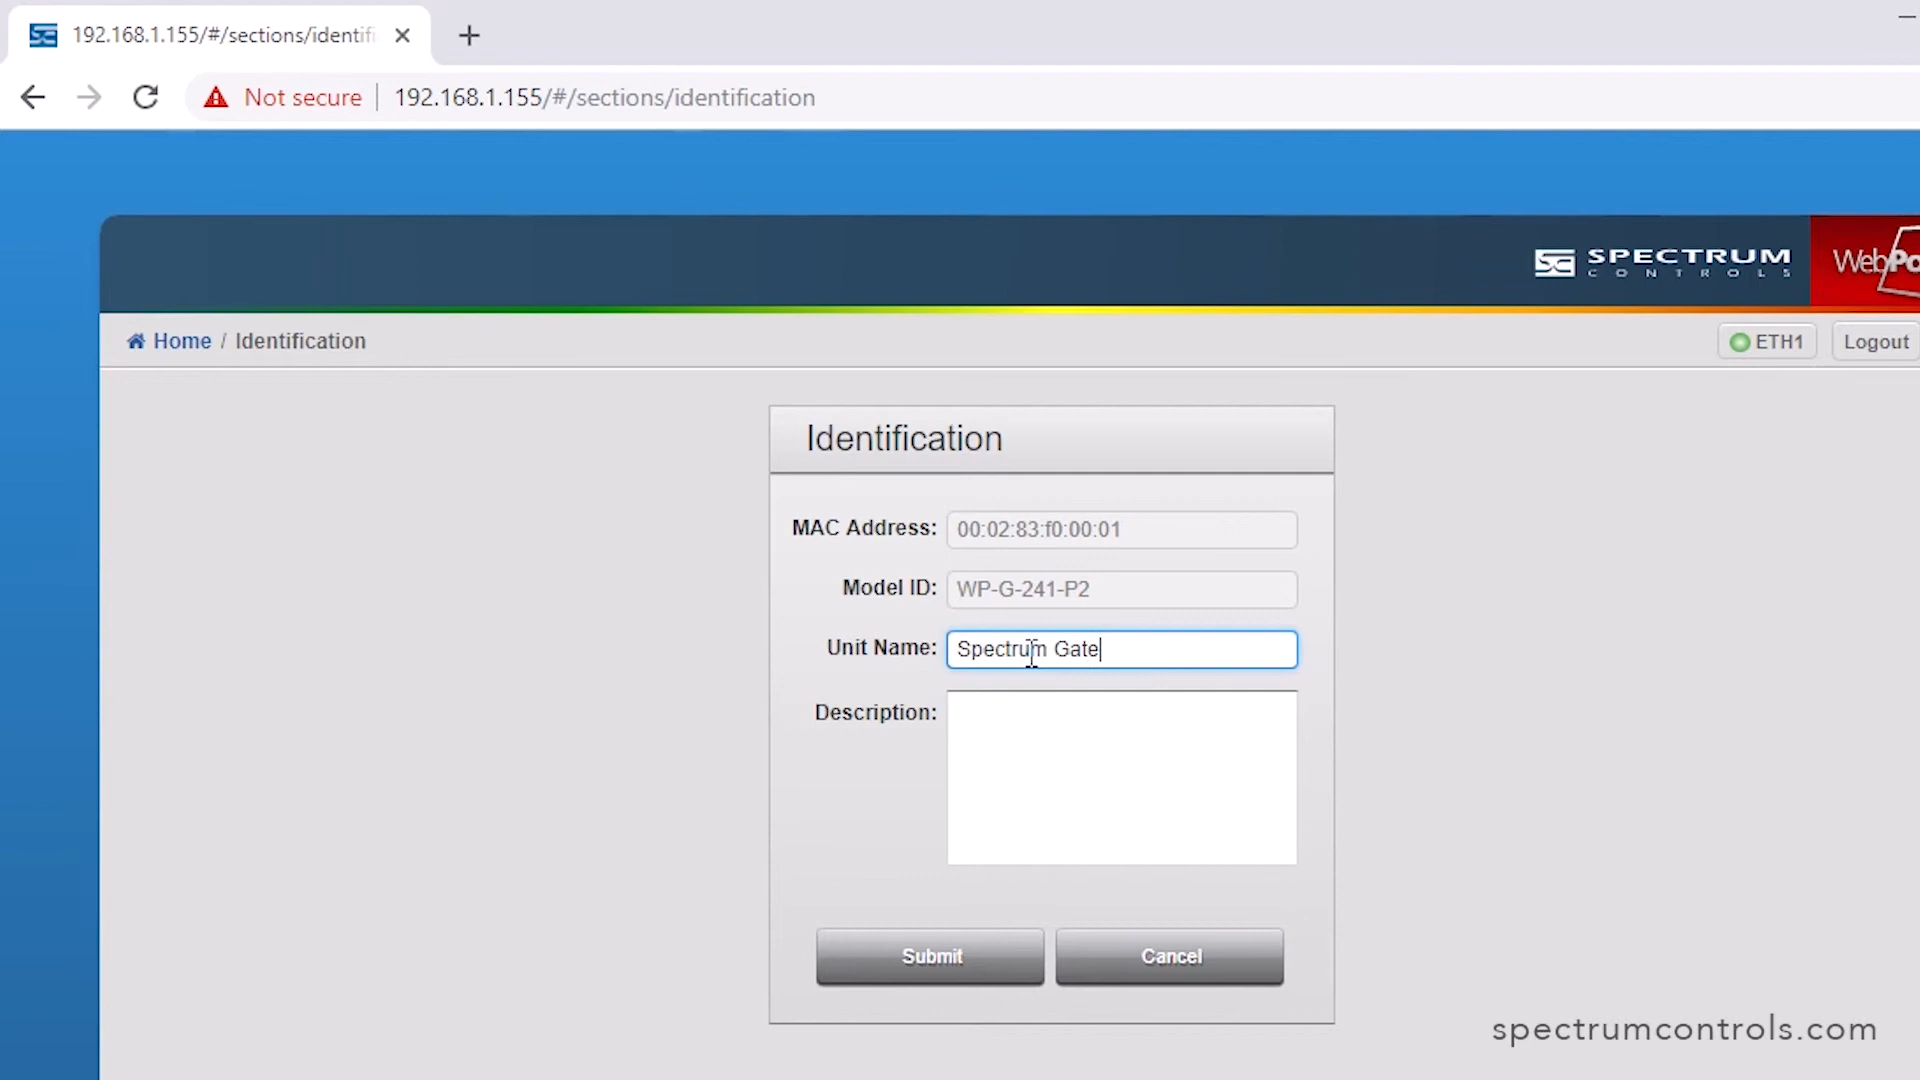 192.168.1.155/#/sections/identifi
Not secure 192.168.1.155/#/sections/identification
SPECTRUM
CONTROLS
WebPo
Home / Identification
ETH1
Logout
Identification
MAC Address: 00:02:83:f0:00:01
Model ID: WP-G-241-P2
Unit Name: Spectrum Gate
Description:
Submit
Cancel
spectrumcontrols.com